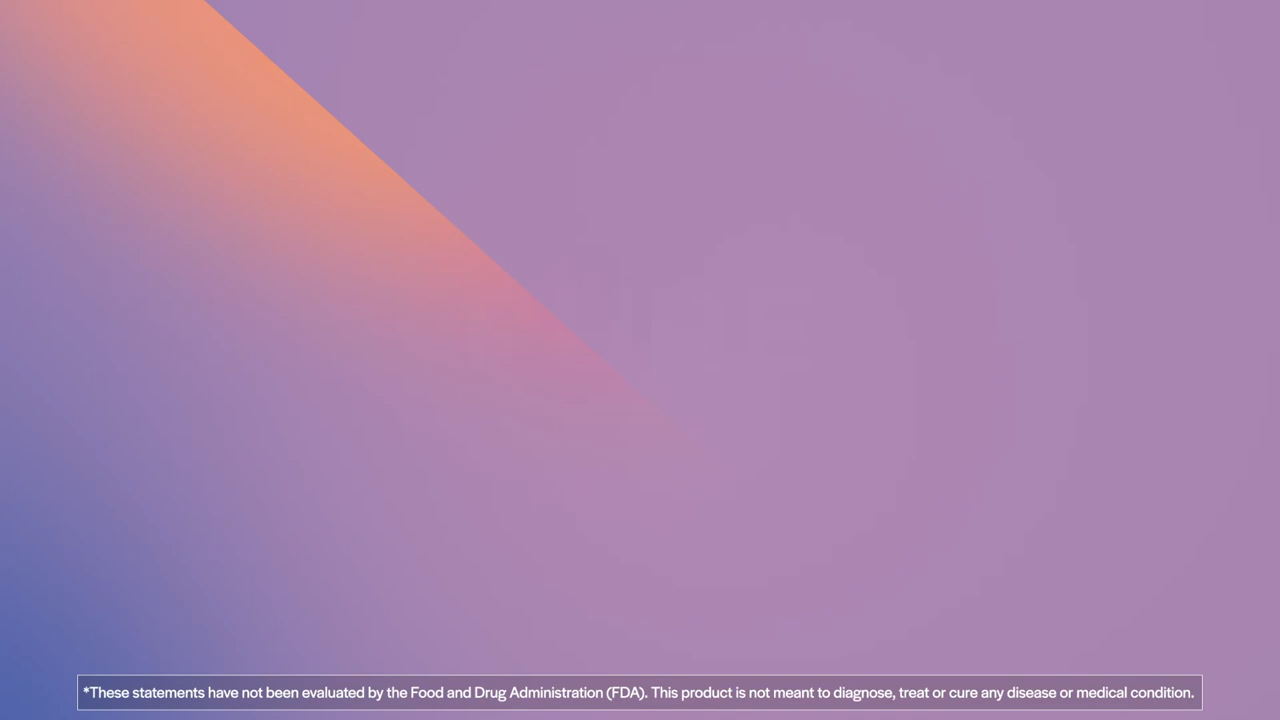 *These statements have not been evaluated by the Food and Drug Administration (FDA). This product is not meant to diagnose, treat or cure any disease or medical condition.